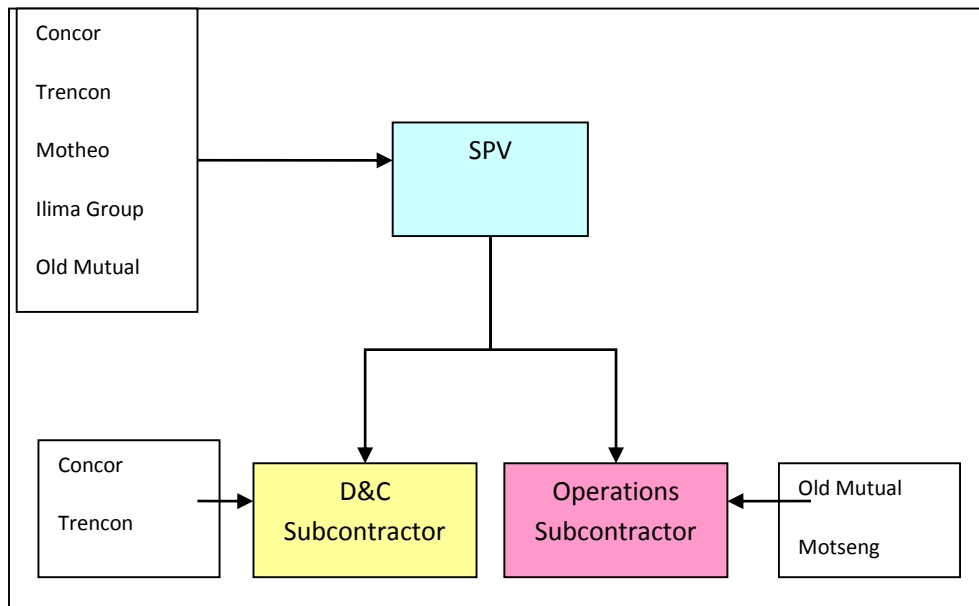 Concor
Trencon
Motheo
Ilima Group
Old Mutual
SPV
Concor
Trencon
D&C
Subcontractor
Operations
Subcontractor
Old Mutual
Motseng